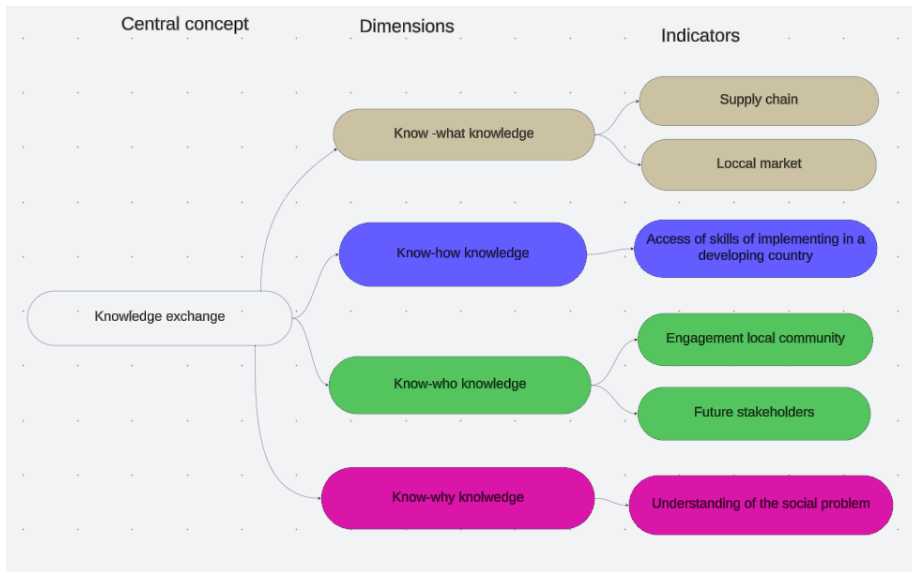 Central concept
Dimensions
Indicators
Know -what knowledge
Supply chain
Loccal market
Know-how knowledge
Access of skills of implementing in a
developing country
Knowledge exchange
Know-who knowledge
Engagement local community
Future stakeholders
Know-why knolwedge
Understanding of the social problem